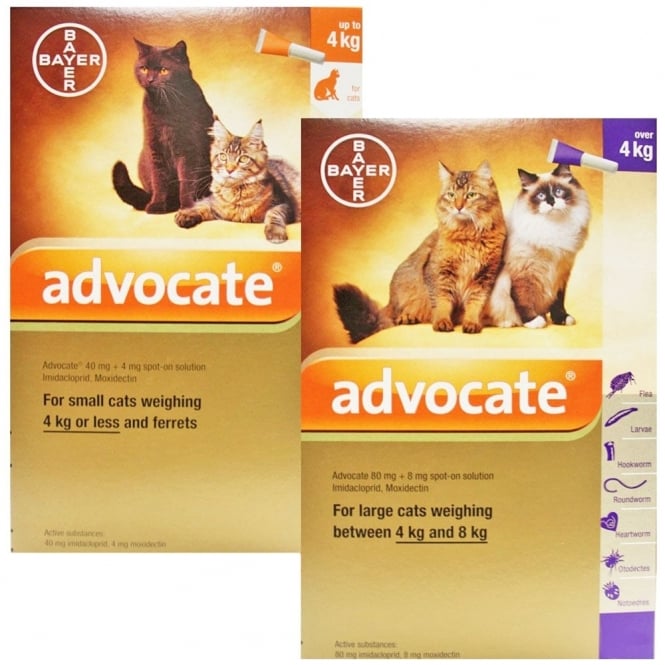 BAYER
BAYER
up to
4 kg
for
cats
advocate®
Advocate® 40 mg + 4 mg spot-on solution
Imidacloprid, Moxidectin
For small cats weighing
4 kg or less and ferrets
Active substances:
40 mg imidacloprid, 4 mg moxidectin
BAYER
BAYER
over
4 kg
advocate®
Advocate 80 mg + 8 mg spot-on solution
Imidacloprid, Moxidectin
For large cats weighing
between 4 kg and 8 kg
Flea
Larvae
Hookworm
Roundworm
Heartworm
Otodectes
Notoedres
Active substances:
80 mg imidacloprid, 8 mg moxidectin